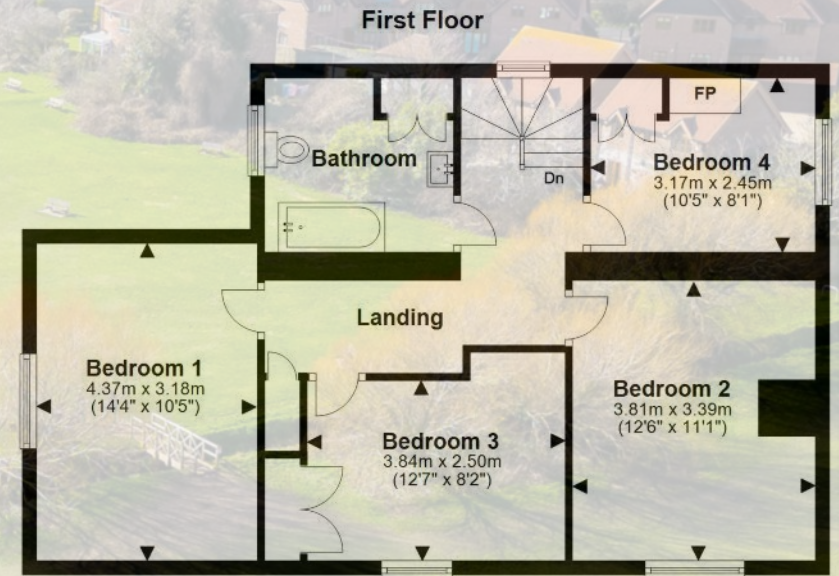 First Floor
FP
Bathroom
Bedroom 4
3.17m x 2.45m
(10'5" x 8'1")
Dn
Landing
Bedroom 1
4.37m x 3.18m
(14'4" x 10'5")
Bedroom 2
3.81m x 3.39m
(12'6" x 11'1")
Bedroom 3
3.84m x 2.50m
(12'7" x 8'2")